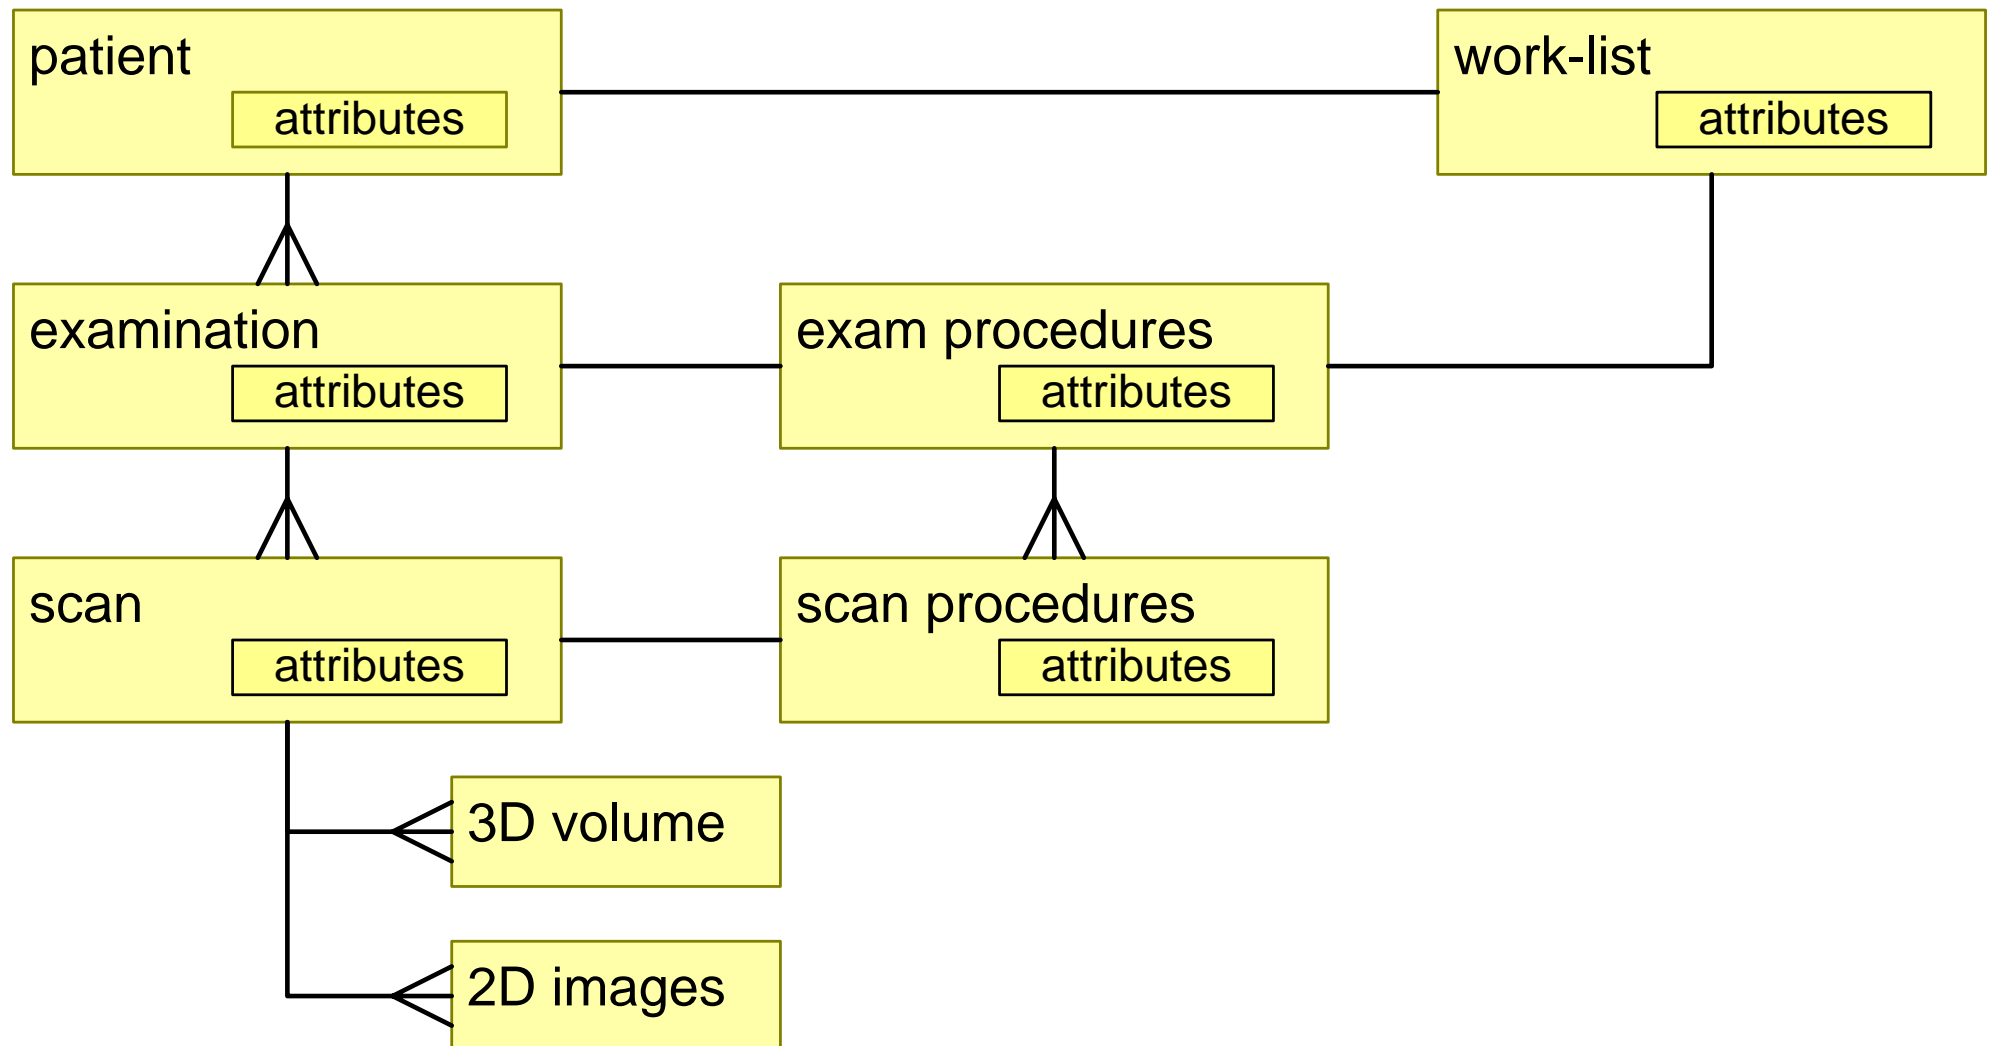 patient
attributes
work-list
attributes
examination
attributes
exam procedures
attributes
scan
attributes
scan procedures
attributes
3D volume
2D images